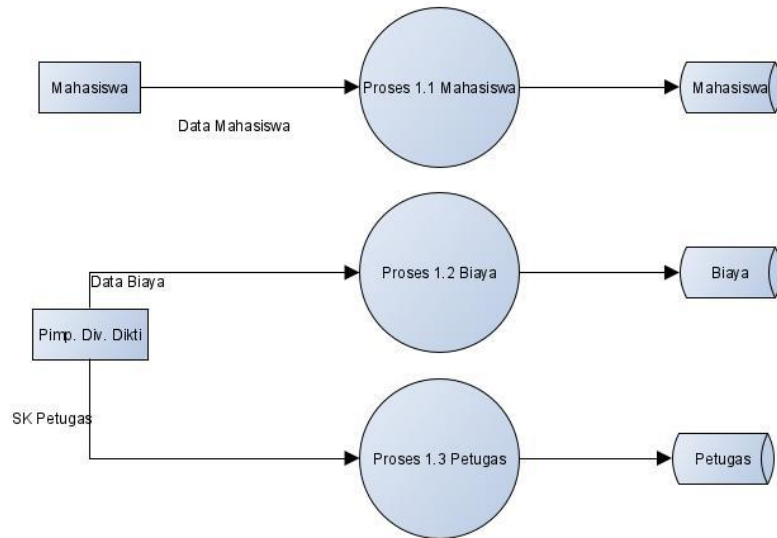 Mahasiswa
Proses 1.1 Mahasiswa
Mahasiswa
Data Mahasiswa
Data Biaya
Proses 1.2 Biaya
Biaya
Pimp. Div. Dikti
SK Petugas
Proses 1.3 Petugas
Petugas